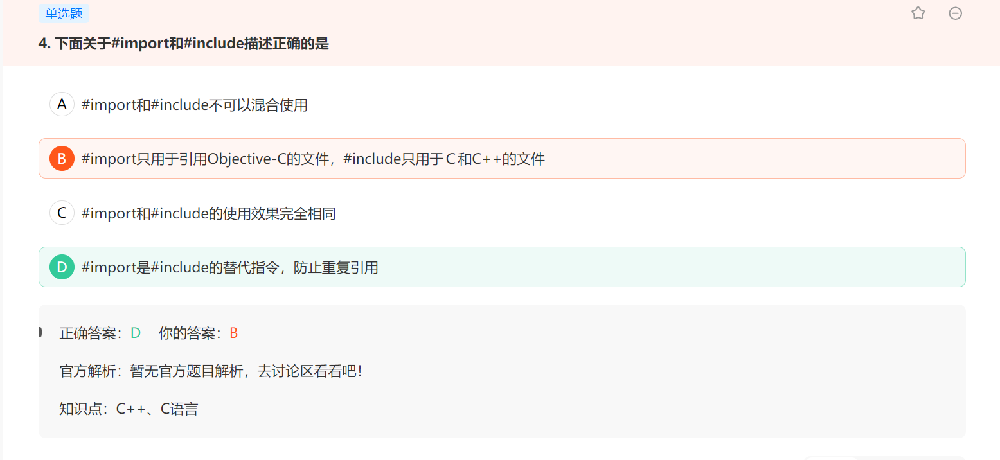 单选题
4. 下面关于#import和#include描述正确的是
A #import和#include不可以混合使用
B #import只用于引用Objective-C的文件，#include只用于Ｃ和C++的文件
C #import和#include的使用效果完全相同
D #import是#include的替代指令，防止重复引用
正确答案：D 你的答案：B
官方解析：暂无官方题目解析，去讨论区看看吧！
知识点：C++、C语言